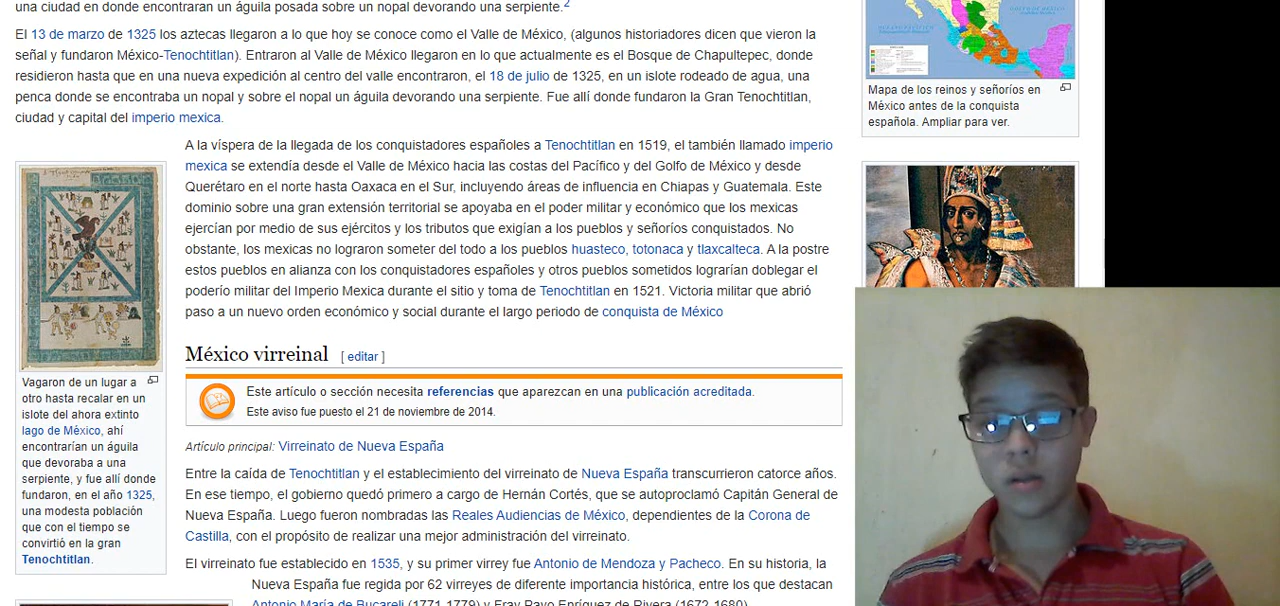 una ciudad en donde encontraran un águila posada sobre un nopal devorando una serpiente.2
El 13 de marzo de 1325 los aztecas llegaron a lo que hoy se conoce como el Valle de México, (algunos historiadores dicen que vieron la
señal y fundaron México-Tenochtitlan). Entraron al Valle de México llegando a lo que actualmente es el Bosque de Chapultepec, donde
residieron hasta que en una nueva expedición al centro del valle encontraron, el 18 de julio de 1325, en un islote rodeado de agua, una
penca donde se encontraba un nopal y sobre el nopal un águila devorando una serpiente. Fue allí donde fundaron la Gran Tenochtitlan,
ciudad y capital del imperio mexica.
Mapa de los reinos y señoríos en
México antes de la conquista
española. Ampliar para ver.
A la víspera de la llegada de los conquistadores españoles a Tenochtitlan en 1519, el también llamado imperio
mexica se extendía desde el Valle de México hacia las costas del Pacífico y del Golfo de México y desde
Querétaro en el norte hasta Oaxaca en el Sur, incluyendo áreas de influencia en Chiapas y Guatemala. Este
dominio sobre una gran extensión territorial se apoyaba en el poder militar y económico que los mexicas
ejercían por medio de sus ejércitos y los tributos que exigían a los pueblos y señoríos conquistados. No
obstante, los mexicas no lograron someter del todo a los pueblos huasteco, totonaca y tlaxcalteca. A la postre
estos pueblos en alianza con los conquistadores españoles y otros pueblos sometidos lograrían doblegar el
poderío militar del Imperio Mexica durante el sitio y toma de Tenochtitlan en 1521. Victoria militar que abrió
paso a un nuevo orden económico y social durante el largo periodo de conquista de México
Vagaron de un lugar a
otro hasta recalar en un
islote del ahora extinto
lago de México, ahí
encontrarían un águila
que devoraba a una
serpiente, y fue allí donde
fundaron, en el año 1325,
una modesta población
que con el tiempo se
convirtió en la gran
Tenochtitlan.
México virreinal [ editar ]
Este artículo o sección necesita referencias que aparezcan en una publicación acreditada.
Este aviso fue puesto el 21 de noviembre de 2014.
Artículo principal: Virreinato de Nueva España
Entre la caída de Tenochtitlan y el establecimiento del virreinato de Nueva España transcurrieron catorce años.
En ese tiempo, el gobierno quedó primero a cargo de Hernán Cortés, que se autoproclamó Capitán General de
Nueva España. Luego fueron nombradas las Reales Audiencias de México, dependientes de la Corona de
Castilla, con el propósito de realizar una mejor administración del virreinato.
El virreinato fue establecido en 1535, y su primer virrey fue Antonio de Mendoza y Pacheco. En su historia, la
Nueva España fue regida por 62 virreyes de diferente importancia histórica, entre los que destacan
Antonio María de Bucareli (1771-1779) y Fray Payo Enríquez de Rivera (1672-1680)